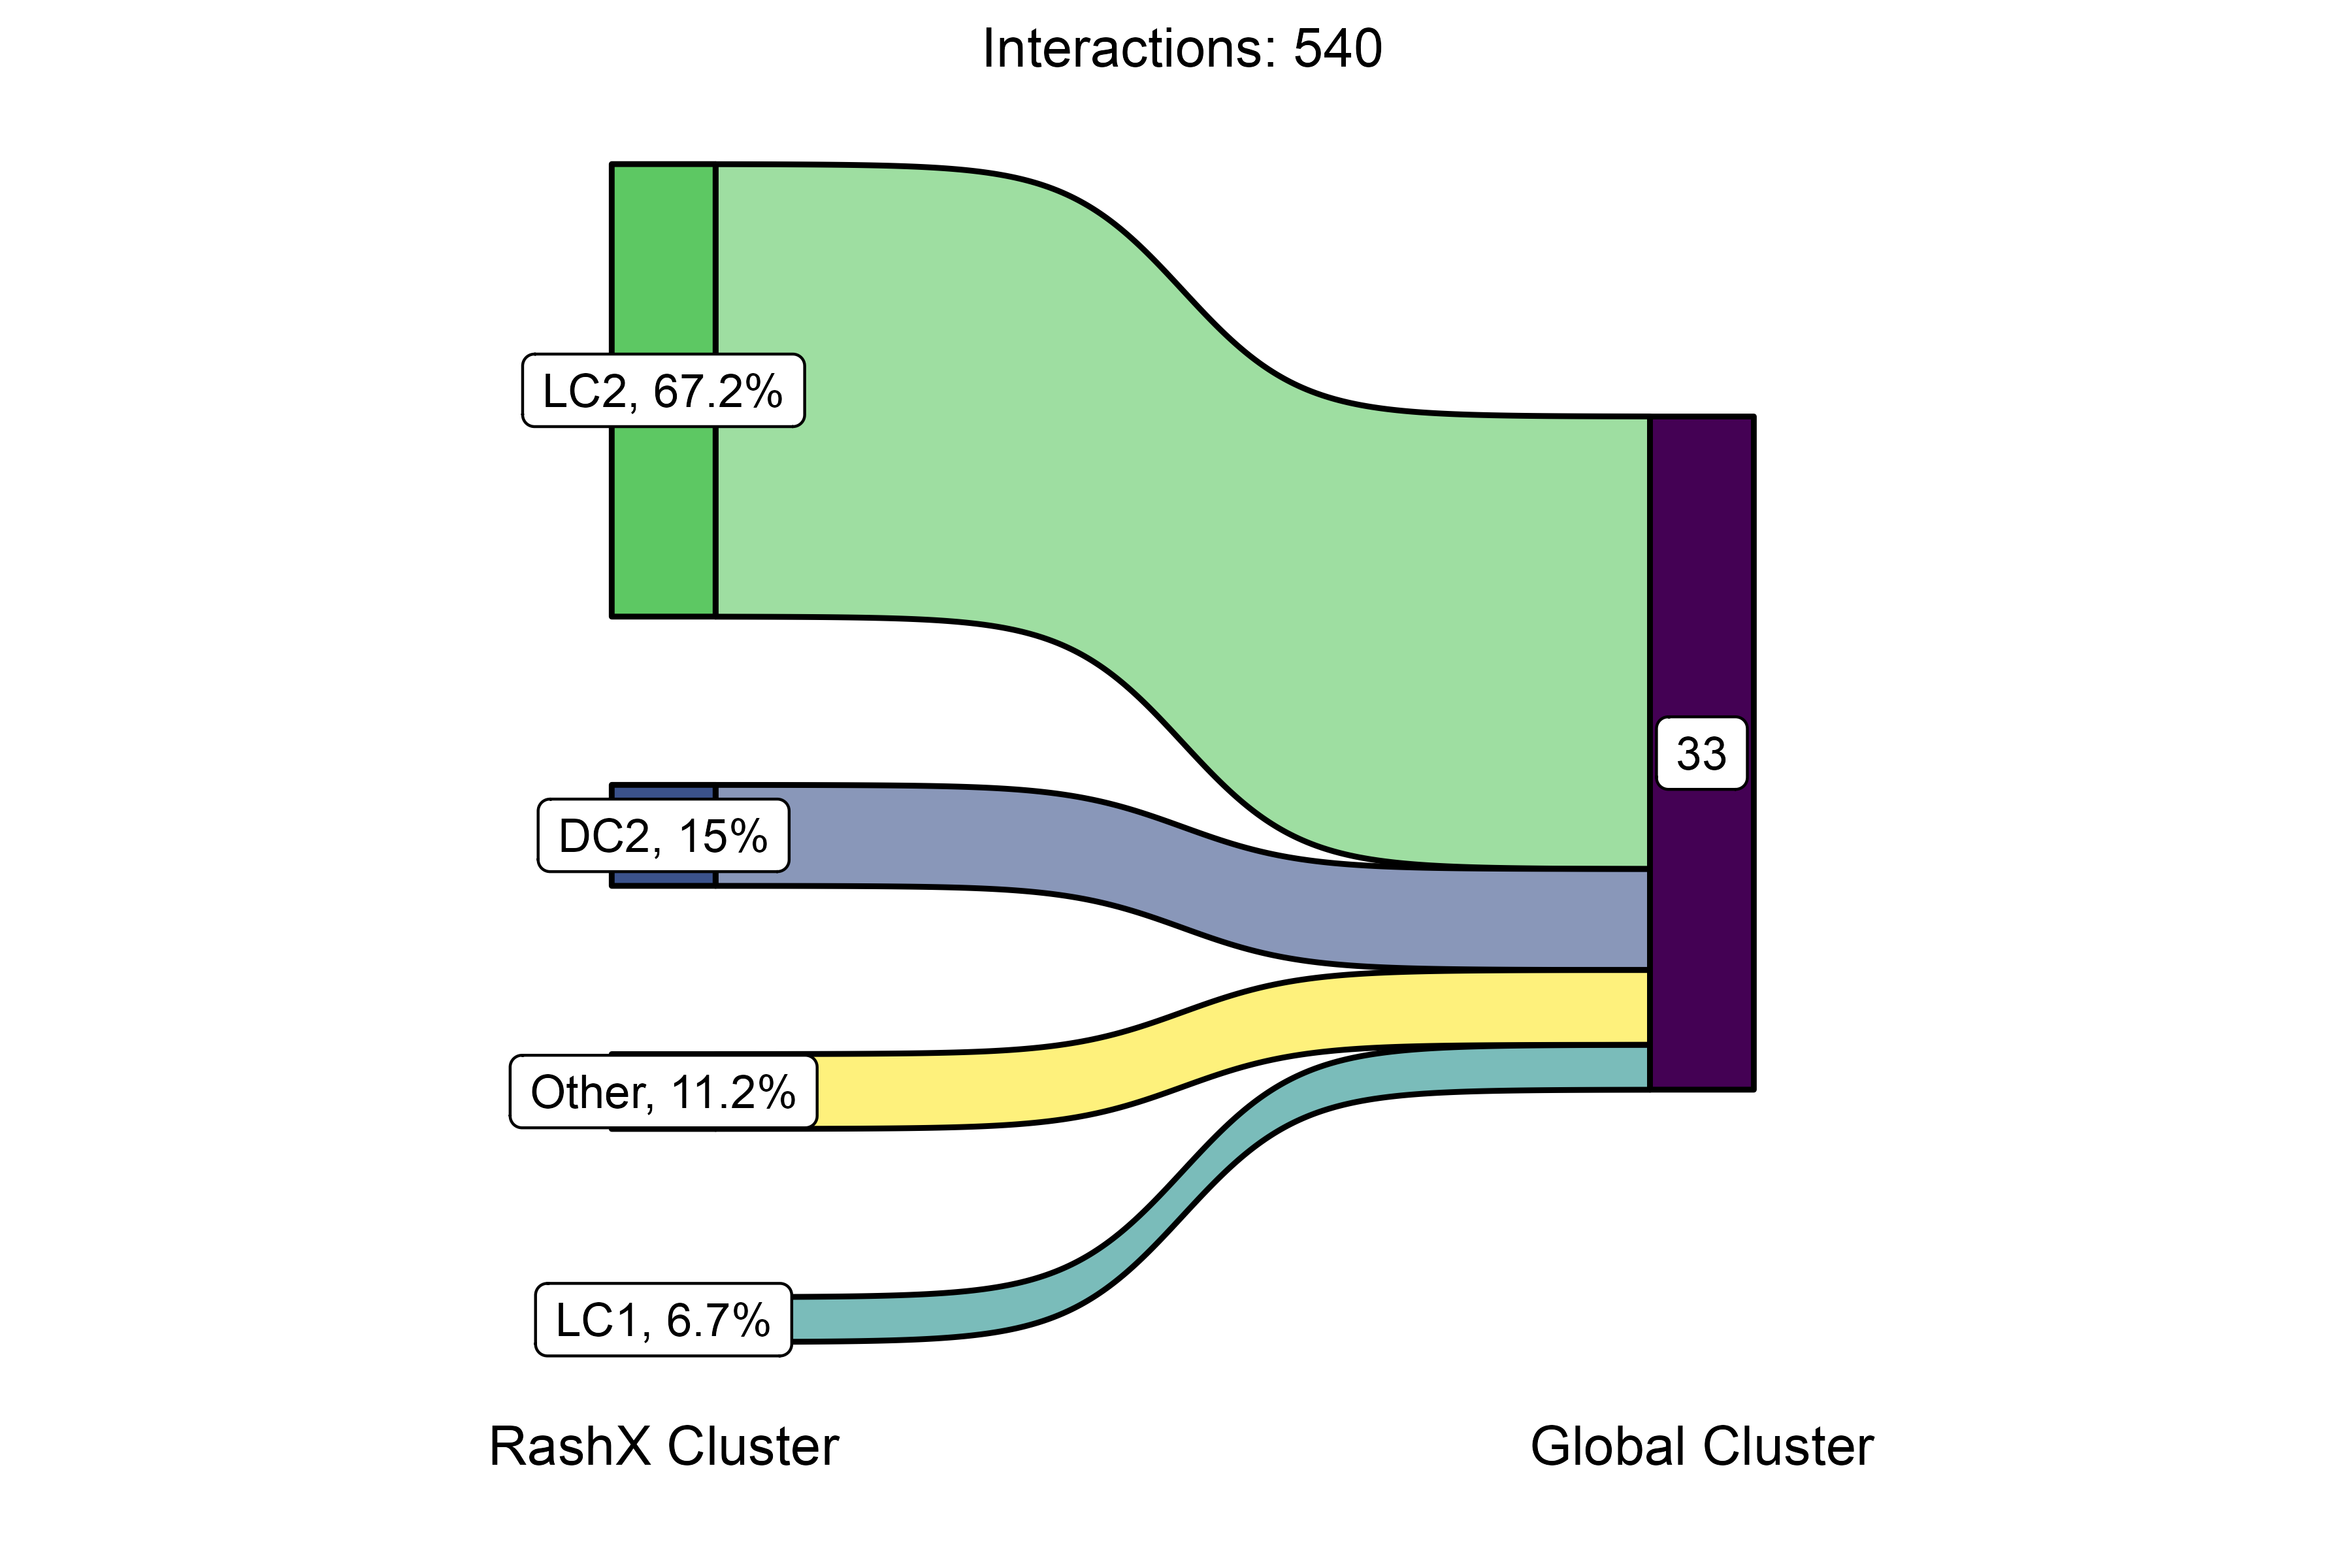 Interactions: 540
LC2, 67.2%
33
DC2, 15%
Other, 11.2%
LC1, 6.7%
RashX Cluster
Global Cluster